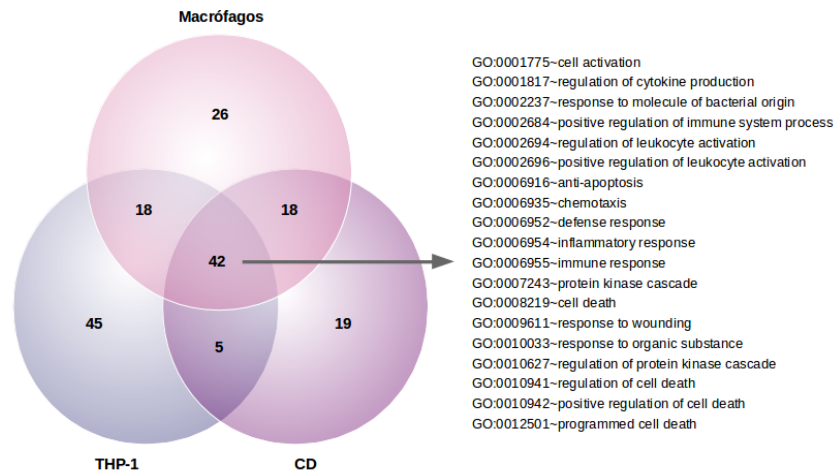 Macrófagos
26
18
18
42
45
19
5
THP-1
CD
GO:0001775~cell activation
GO:0001817~regulation of cytokine production
GO:0002237~response to molecule of bacterial origin
GO:0002684~positive regulation of immune system process
GO:0002694~regulation of leukocyte activation
GO:0002696~positive regulation of leukocyte activation
GO:0006916~anti-apoptosis
GO:0006935~chemotaxis
GO:0006952~defense response
GO:0006954~inflammatory response
GO:0006955~immune response
GO:0007243~protein kinase cascade
GO:0008219~cell death
GO:0009611~response to wounding
GO:0010033~response to organic substance
GO:0010627~regulation of protein kinase cascade
GO:0010941~regulation of cell death
GO:0010942~positive regulation of cell death
GO:0012501~programmed cell death